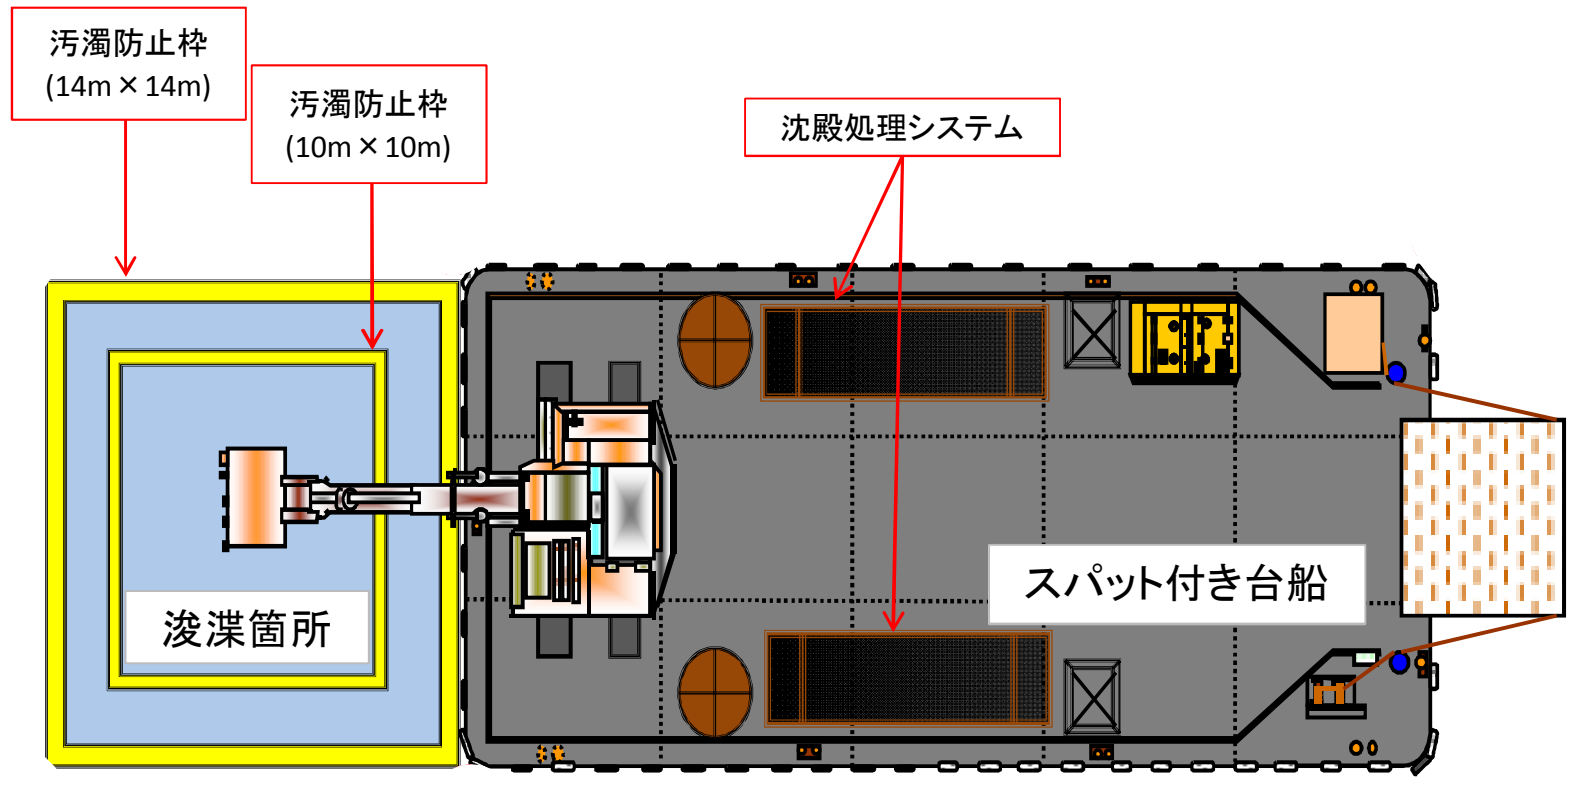 汚濁防止枠
(14m×14m)
汚濁防止枠
(10m×10m)
沈殿処理システム
スパット付き台船
浚渫箇所